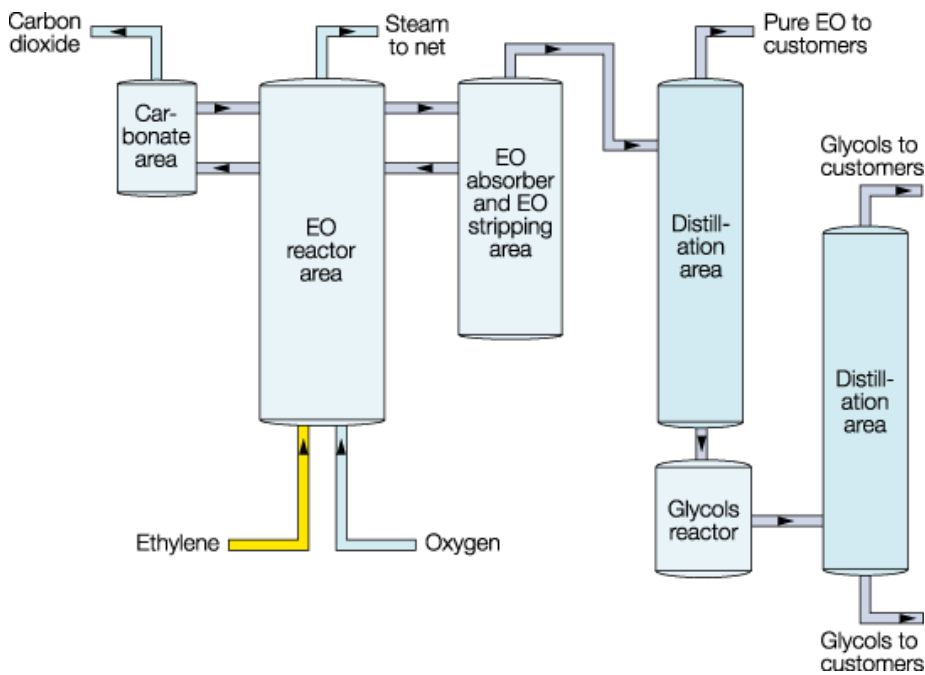 Carbon
dioxide
Steam
to net
Pure EO to
customers
Car-
bonate
area
EO
reactor
area
EO
absorber
and EO
stripping
area
Distill-
ation
area
Glycols to
customers
Distill-
ation
area
Glycols
reactor
Ethylene
Oxygen
Glycols to
customers